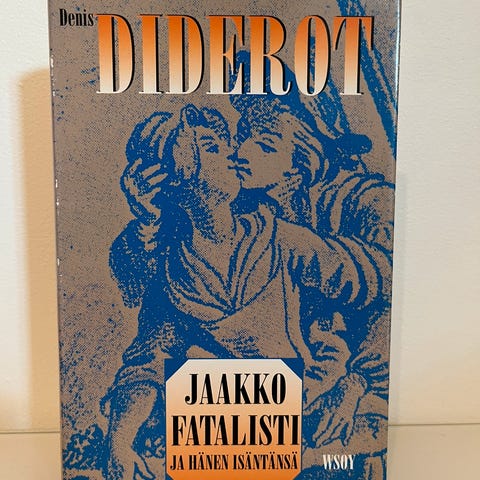 Denis
DIDEROT
JAAKKO
FATALISTI
JA HÄNEN ISÄNTÄNSÄ
WSOY